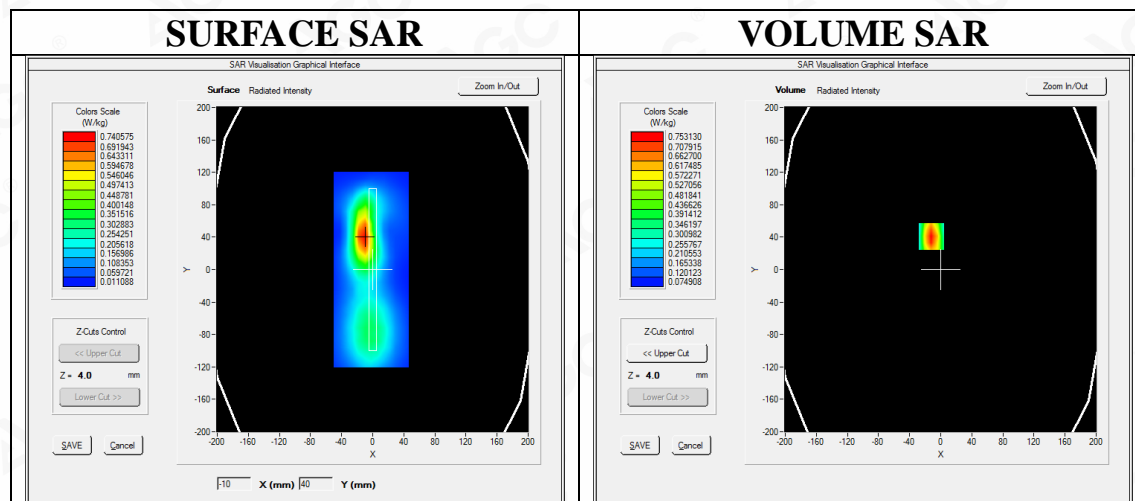 SURFACE SAR
SAR Visualisation Graphical Interface
Surface Radiated Intensity
Zoom In/Out
Colors Scale
(W/kg)
0.740575
0.691943
0.643311
0.594678
0.546046
0.497413
0.448781
0.400148
0.351516
0.302883
0.254251
0.205618
0.156986
0.108353
0.059721
0.011088
Z-Cuts Control
<< Upper Cut
Z = 4.0 mm
Lower Cut >>
SAVE Cancel
200
160
120
80
40
0
-40
-80
-120
-160
-200
Y
-200 -160 -120 -80 -40 0 40 80 120 160 200
X
-10 X (mm) 40 Y (mm)
VOLUME SAR
SAR Visualisation Graphical Interface
Volume Radiated Intensity
Zoom In/Out
Colors Scale
(W/kg)
0.753130
0.707915
0.662700
0.617485
0.572271
0.527056
0.481841
0.436626
0.391412
0.346197
0.300982
0.255767
0.210553
0.165338
0.120123
0.074908
Z-Cuts Control
<< Upper Cut
Z = 4.0 mm
Lower Cut >>
SAVE Cancel
200
160
120
80
40
0
-40
-80
-120
-160
-200
Y
-200 -160 -120 -80 -40 0 40 80 120 160 200
X